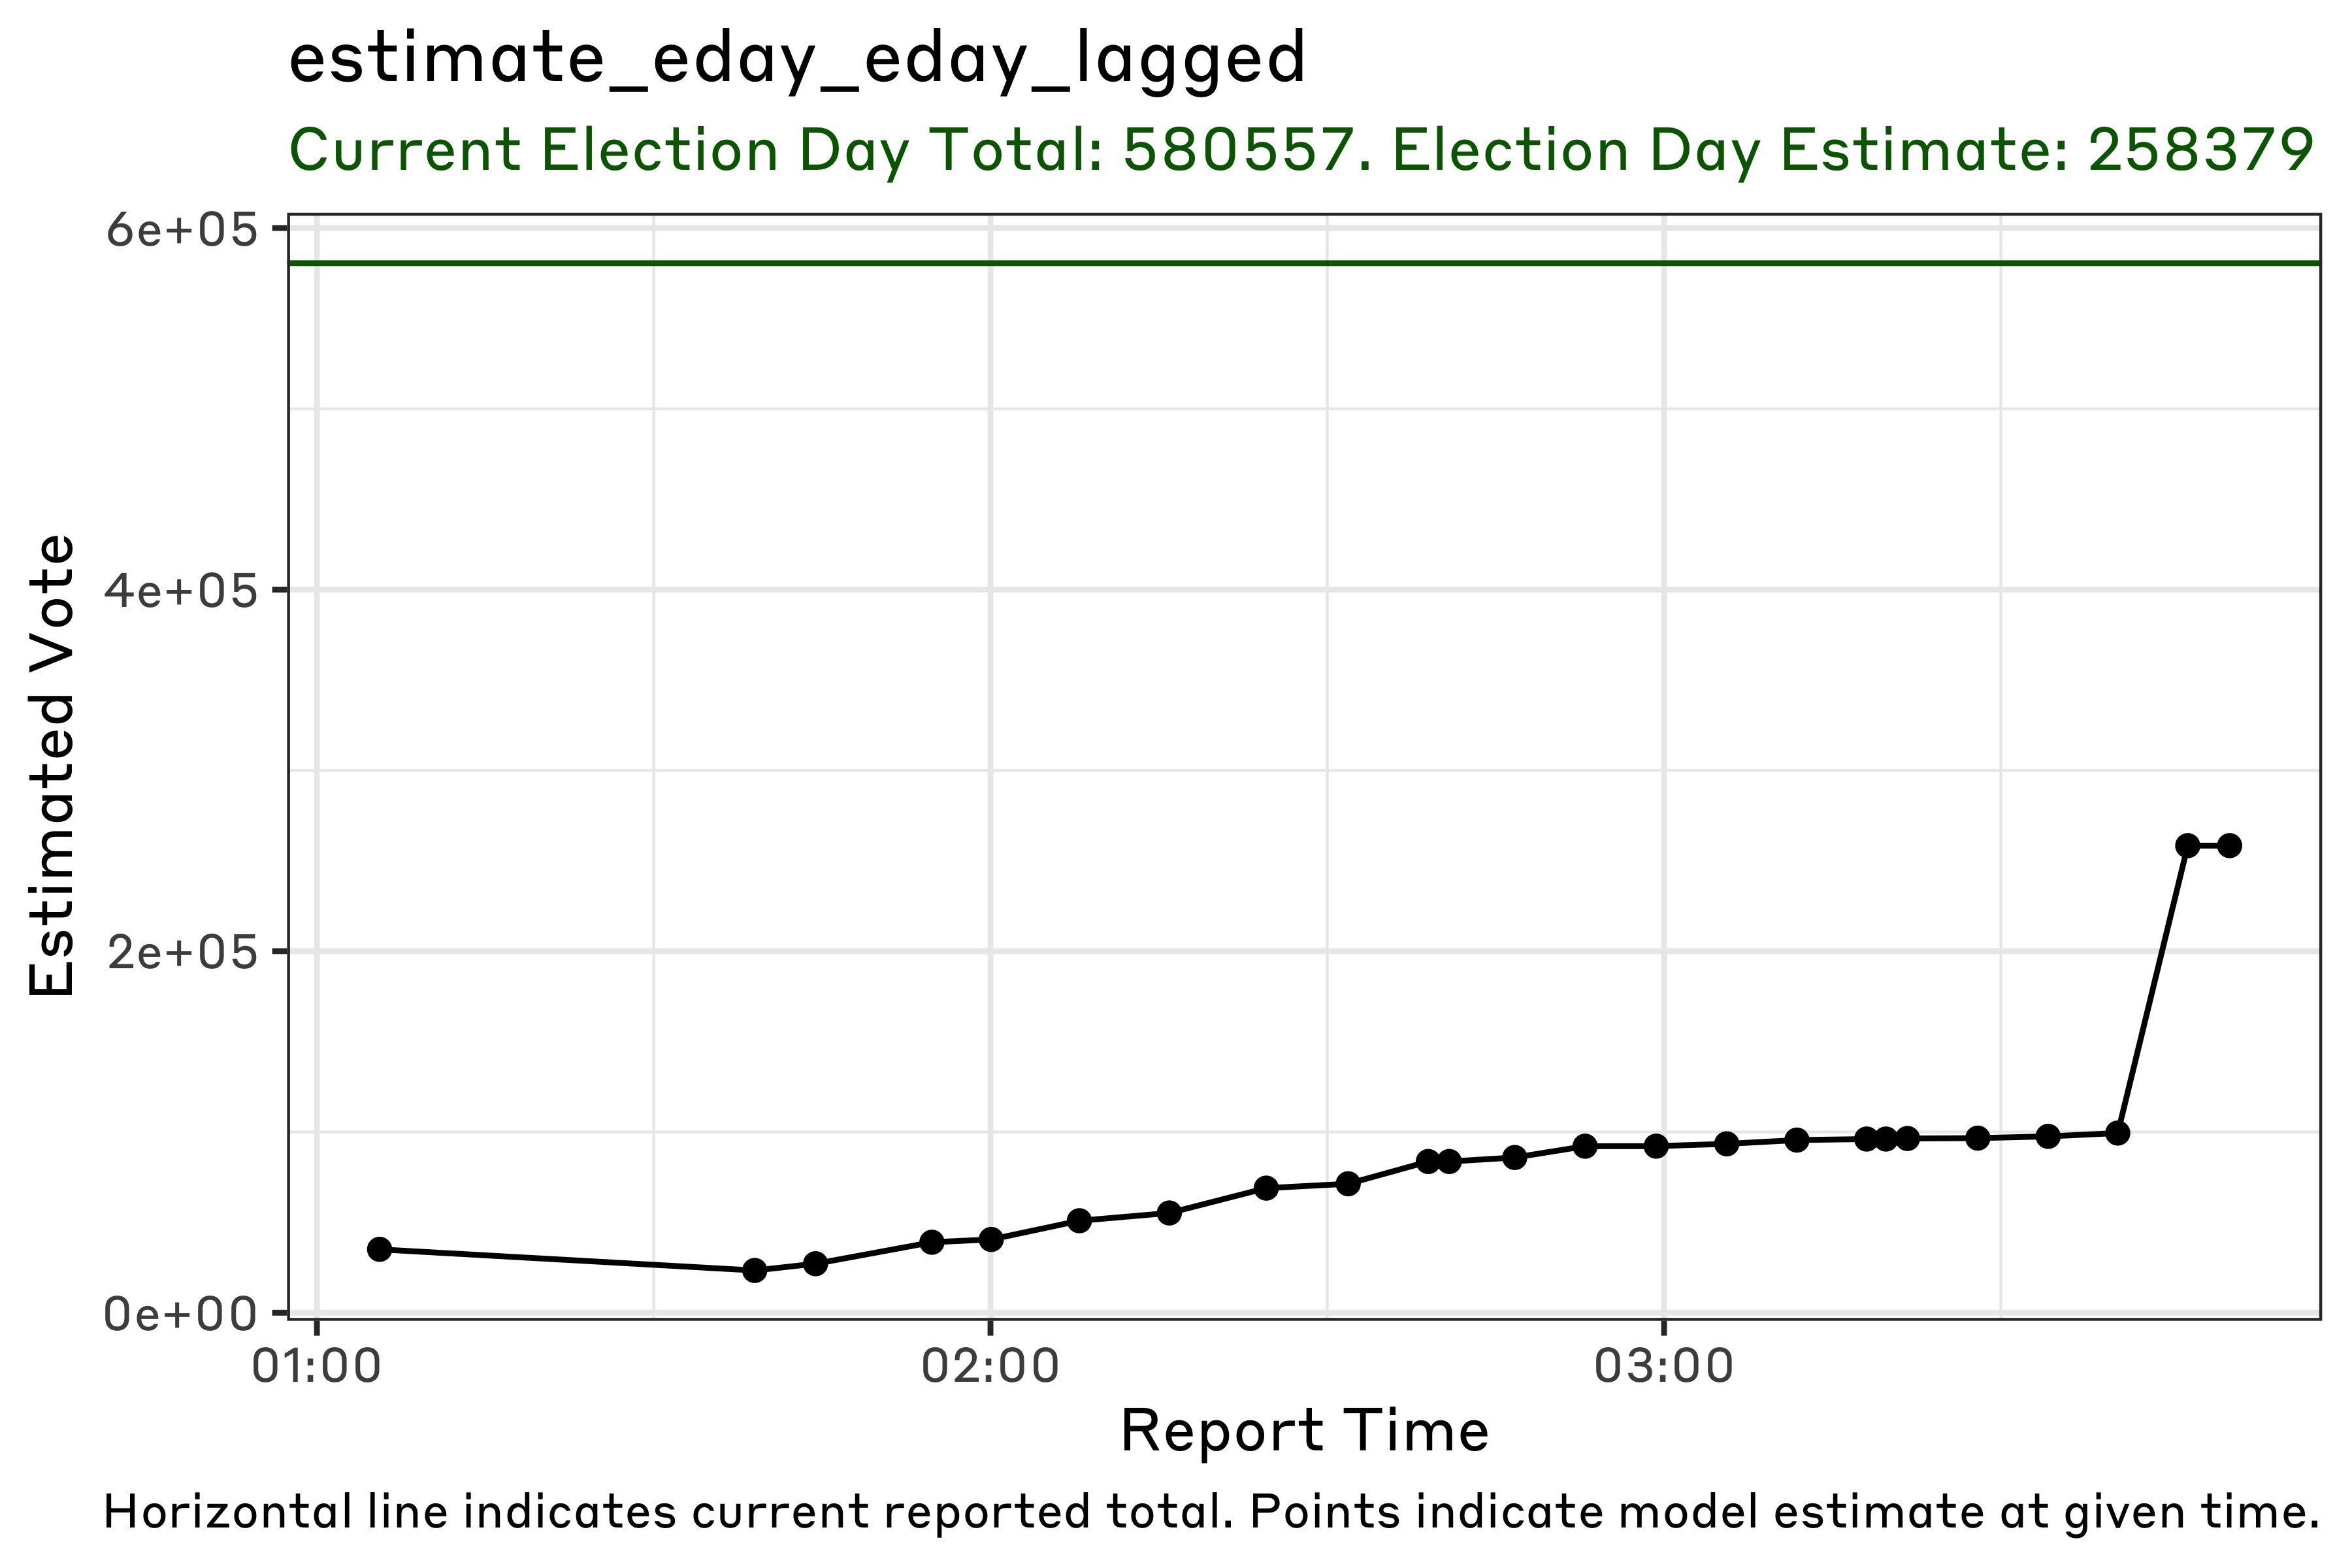 estimate_eday_eday_lagged
Current Election Day Total: 580557. Election Day Estimate: 258379
Estimated Vote
6e+05
4e+05
2e+05
0e+00
01:00 02:00 03:00
Report Time
Horizontal line indicates current reported total. Points indicate model estimate at given time.